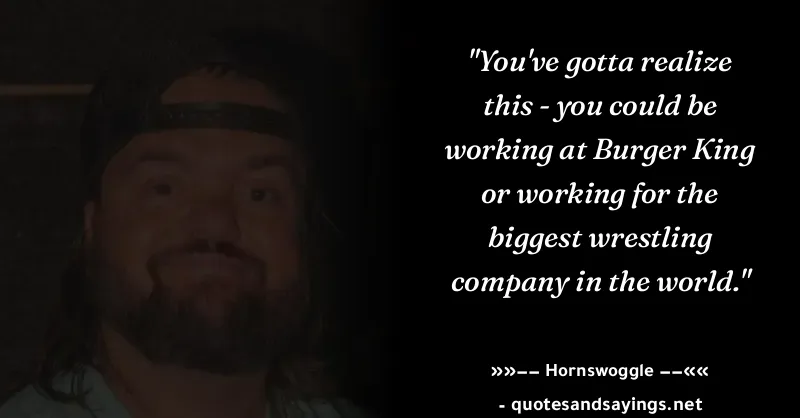 "You've gotta realize
this - you could be
working at Burger King
or working for the
biggest wrestling
company in the world."
»»−− Hornswoggle −−««
- quotesandsayings.net